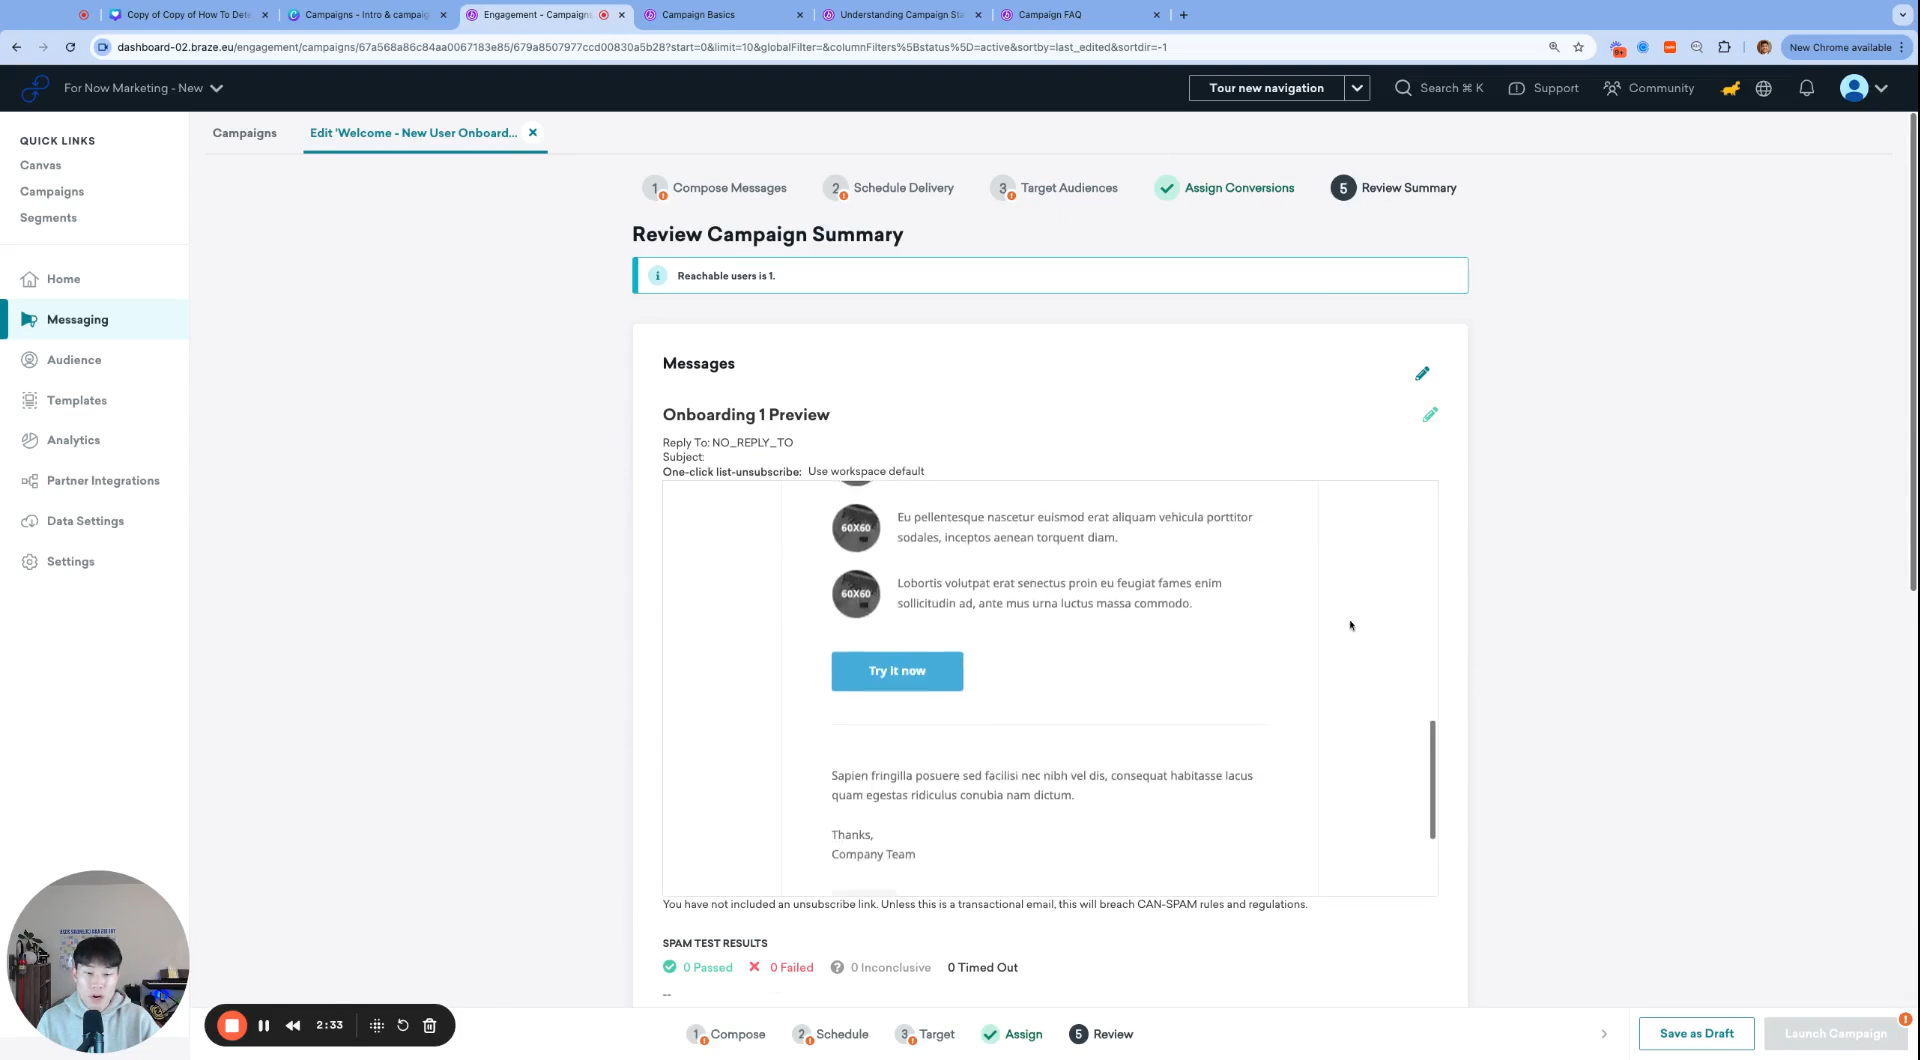 Copy of Copy of How To Dete
Campaigns - Intro & campaig
Engagement - Campaigns
Campaign Basics
Understanding Campaign Sta
Campaign FAQ
dashboard-02.braze.eu/engagement/campaigns/67a568a86c84aa0067183e85/679a8507977ccd00830a5b28?start=0&limit=10&globalFilter=&columnFilters%5Bstatus%5D=active&sortby=last_edited&sortdir=-1
9+
New Chrome available
For Now Marketing - New
Tour new navigation
Search ⌘ K
Support
Community
QUICK LINKS
Canvas
Campaigns
Segments
Home
Messaging
Audience
Templates
Analytics
Partner Integrations
Data Settings
Settings
Campaigns
Edit 'Welcome - New User Onboard...
1 Compose Messages
2 Schedule Delivery
3 Target Audiences
Assign Conversions
5 Review Summary
Review Campaign Summary
Reachable users is 1.
Messages
Onboarding 1 Preview
Reply To: NO_REPLY_TO
Subject:
One-click list-unsubscribe: Use workspace default
60X60
Eu pellentesque nascetur euismod erat aliquam vehicula porttitor
sodales, inceptos aenean torquent diam.
60X60
Lobortis volutpat erat senectus proin eu feugiat fames enim
sollicitudin ad, ante mus urna luctus massa commodo.
Try it now
Sapien fringilla posuere sed facilisi nec nibh vel dis, consequat habitasse lacus
quam egestas ridiculus conubia nam dictum.
Thanks,
Company Team
You have not included an unsubscribe link. Unless this is a transactional email, this will breach CAN-SPAM rules and regulations.
SPAM TEST RESULTS
0 Passed
0 Failed
0 Inconclusive
0 Timed Out
--
2:33
1 Compose
2 Schedule
3 Target
Assign
5 Review
Save as Draft
Launch Campaign